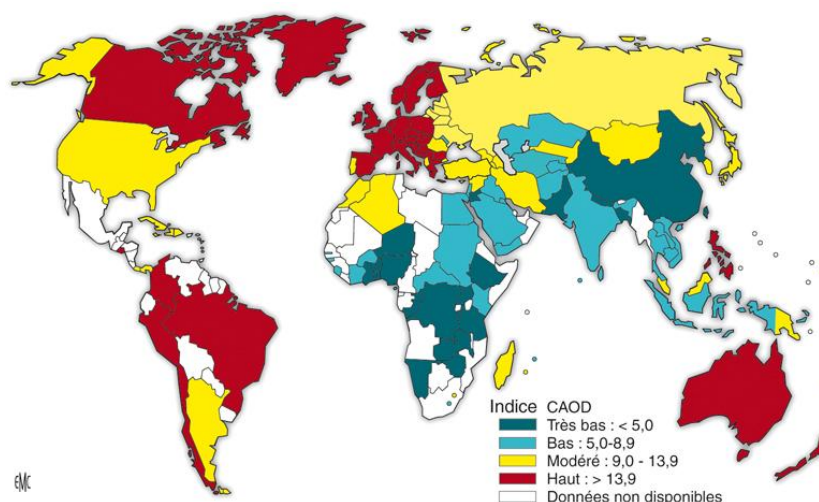 Indice CAOD
Très bas : < 5,0
Bas : 5,0-8,9
Modéré : 9,0 - 13,9
Haut : > 13,9
Données non disponibles
EMC